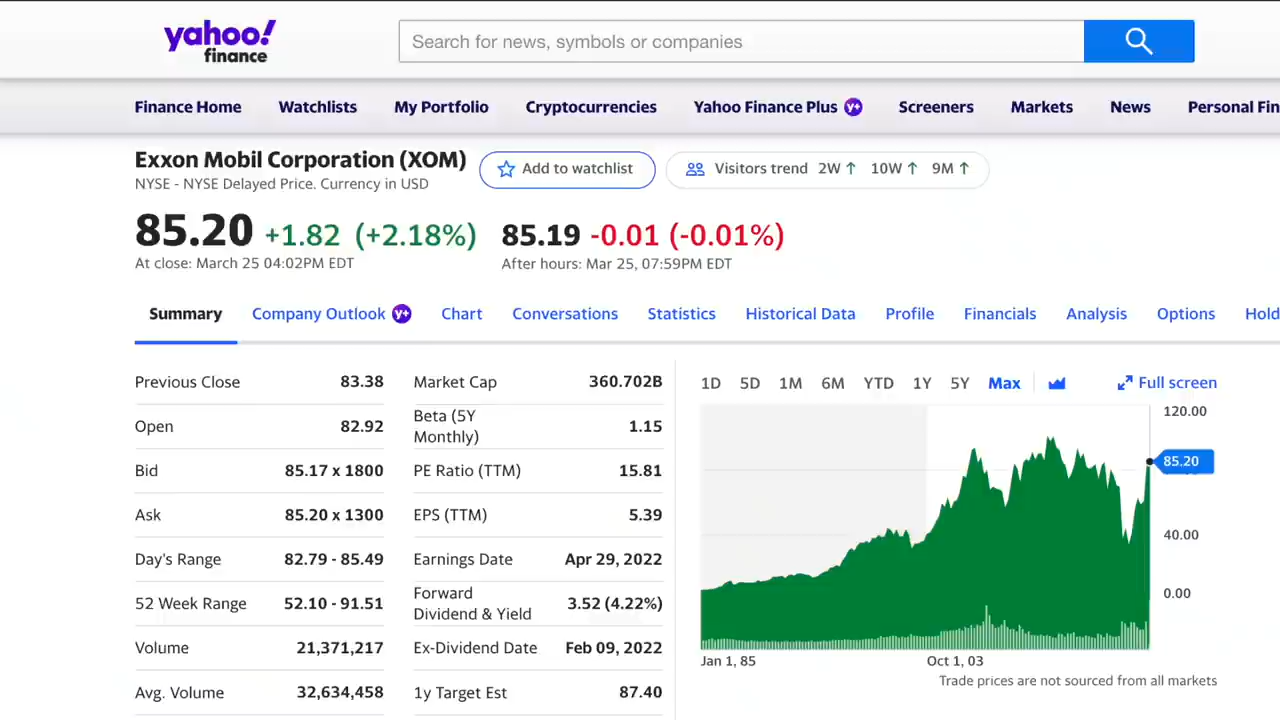 yahoo!
finance
Search for news, symbols or companies
Finance Home Watchlists My Portfolio Cryptocurrencies Yahoo Finance Plus y+ Screeners Markets News Personal Fin
Exxon Mobil Corporation (XOM) Add to watchlist Visitors trend 2W ↑ 10W ↑ 9M ↑
NYSE - NYSE Delayed Price. Currency in USD
85.20 +1.82 (+2.18%) 85.19 -0.01 (-0.01%)
At close: March 25 04:02PM EDT After hours: Mar 25, 07:59PM EDT
Summary Company Outlook y+ Chart Conversations Statistics Historical Data Profile Financials Analysis Options Hold
Previous Close 83.38
Open 82.92
Bid 85.17 x 1800
Ask 85.20 x 1300
Day's Range 82.79 - 85.49
52 Week Range 52.10 - 91.51
Volume 21,371,217
Avg. Volume 32,634,458
Market Cap 360.702B
Beta (5Y
Monthly) 1.15
PE Ratio (TTM) 15.81
EPS (TTM) 5.39
Earnings Date Apr 29, 2022
Forward
Dividend & Yield 3.52 (4.22%)
Ex-Dividend Date Feb 09, 2022
1y Target Est 87.40
1D 5D 1M 6M YTD 1Y 5Y Max Full screen
120.00
85.20
40.00
0.00
Jan 1, 85 Oct 1, 03
Trade prices are not sourced from all markets